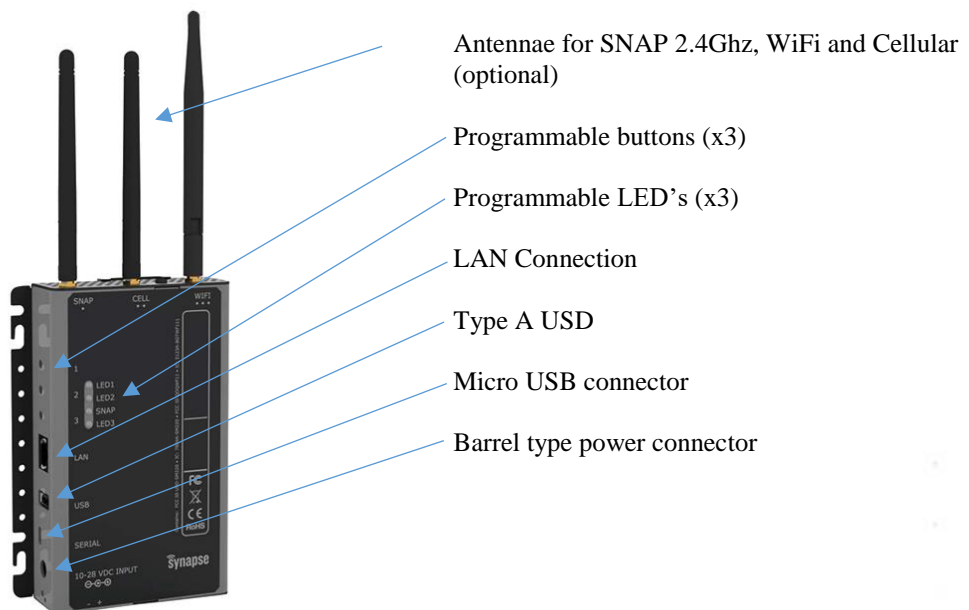 Antennae for SNAP 2.4Ghz, WiFi and Cellular
(optional)
Programmable buttons (x3)
Programmable LED’s (x3)
LAN Connection
Type A USD
Micro USB connector
Barrel type power connector
SNAP
CELL
WIFI
1
LED1
2
LED2
SNAP
3
LED3
LAN
USB
SERIAL
10-28 VDC INPUT
- +
FC
CE
RoHS
Synapse